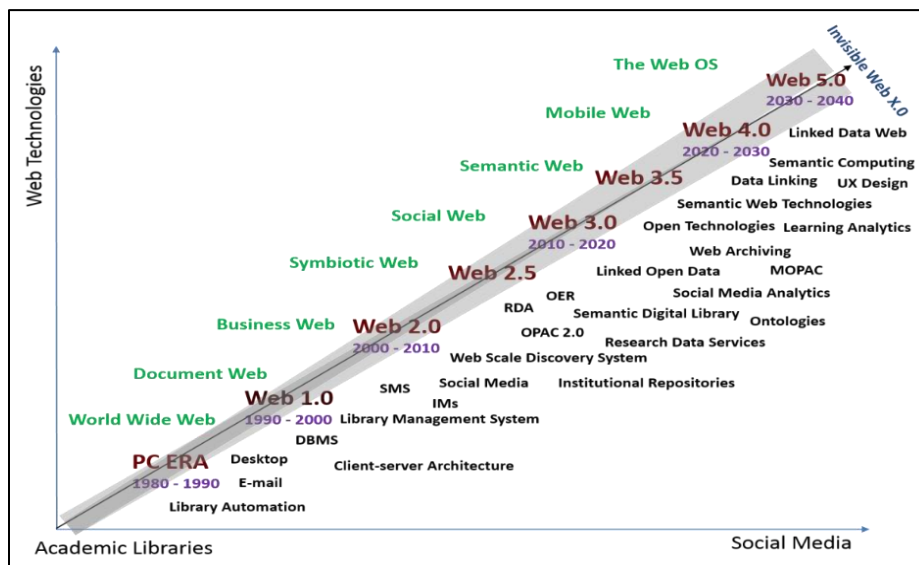 Invisible Web X.0
The Web OS
Web 5.0
2030 - 2040
Mobile Web
Web 4.0
2020 - 2030
Linked Data Web
Semantic Web
Semantic Computing
Web 3.5
Data Linking
UX Design
Social Web
Semantic Web Technologies
Web 3.0
2010 - 2020
Open Technologies
Learning Analytics
Web Archiving
Symbiotic Web
Web 2.5
Linked Open Data
MOPAC
OER
Social Media Analytics
RDA
Semantic Digital Library
Ontologies
Business Web
Web 2.0
2000 - 2010
OPAC 2.0
Research Data Services
Web Scale Discovery System
Document Web
SMS
Social Media
Institutional Repositories
Web 1.0
1990 - 2000
IMs
World Wide Web
Library Management System
DBMS
PC ERA
1980 - 1990
Desktop
Client-server Architecture
E-mail
Library Automation
Web Technologies
Academic Libraries
Social Media